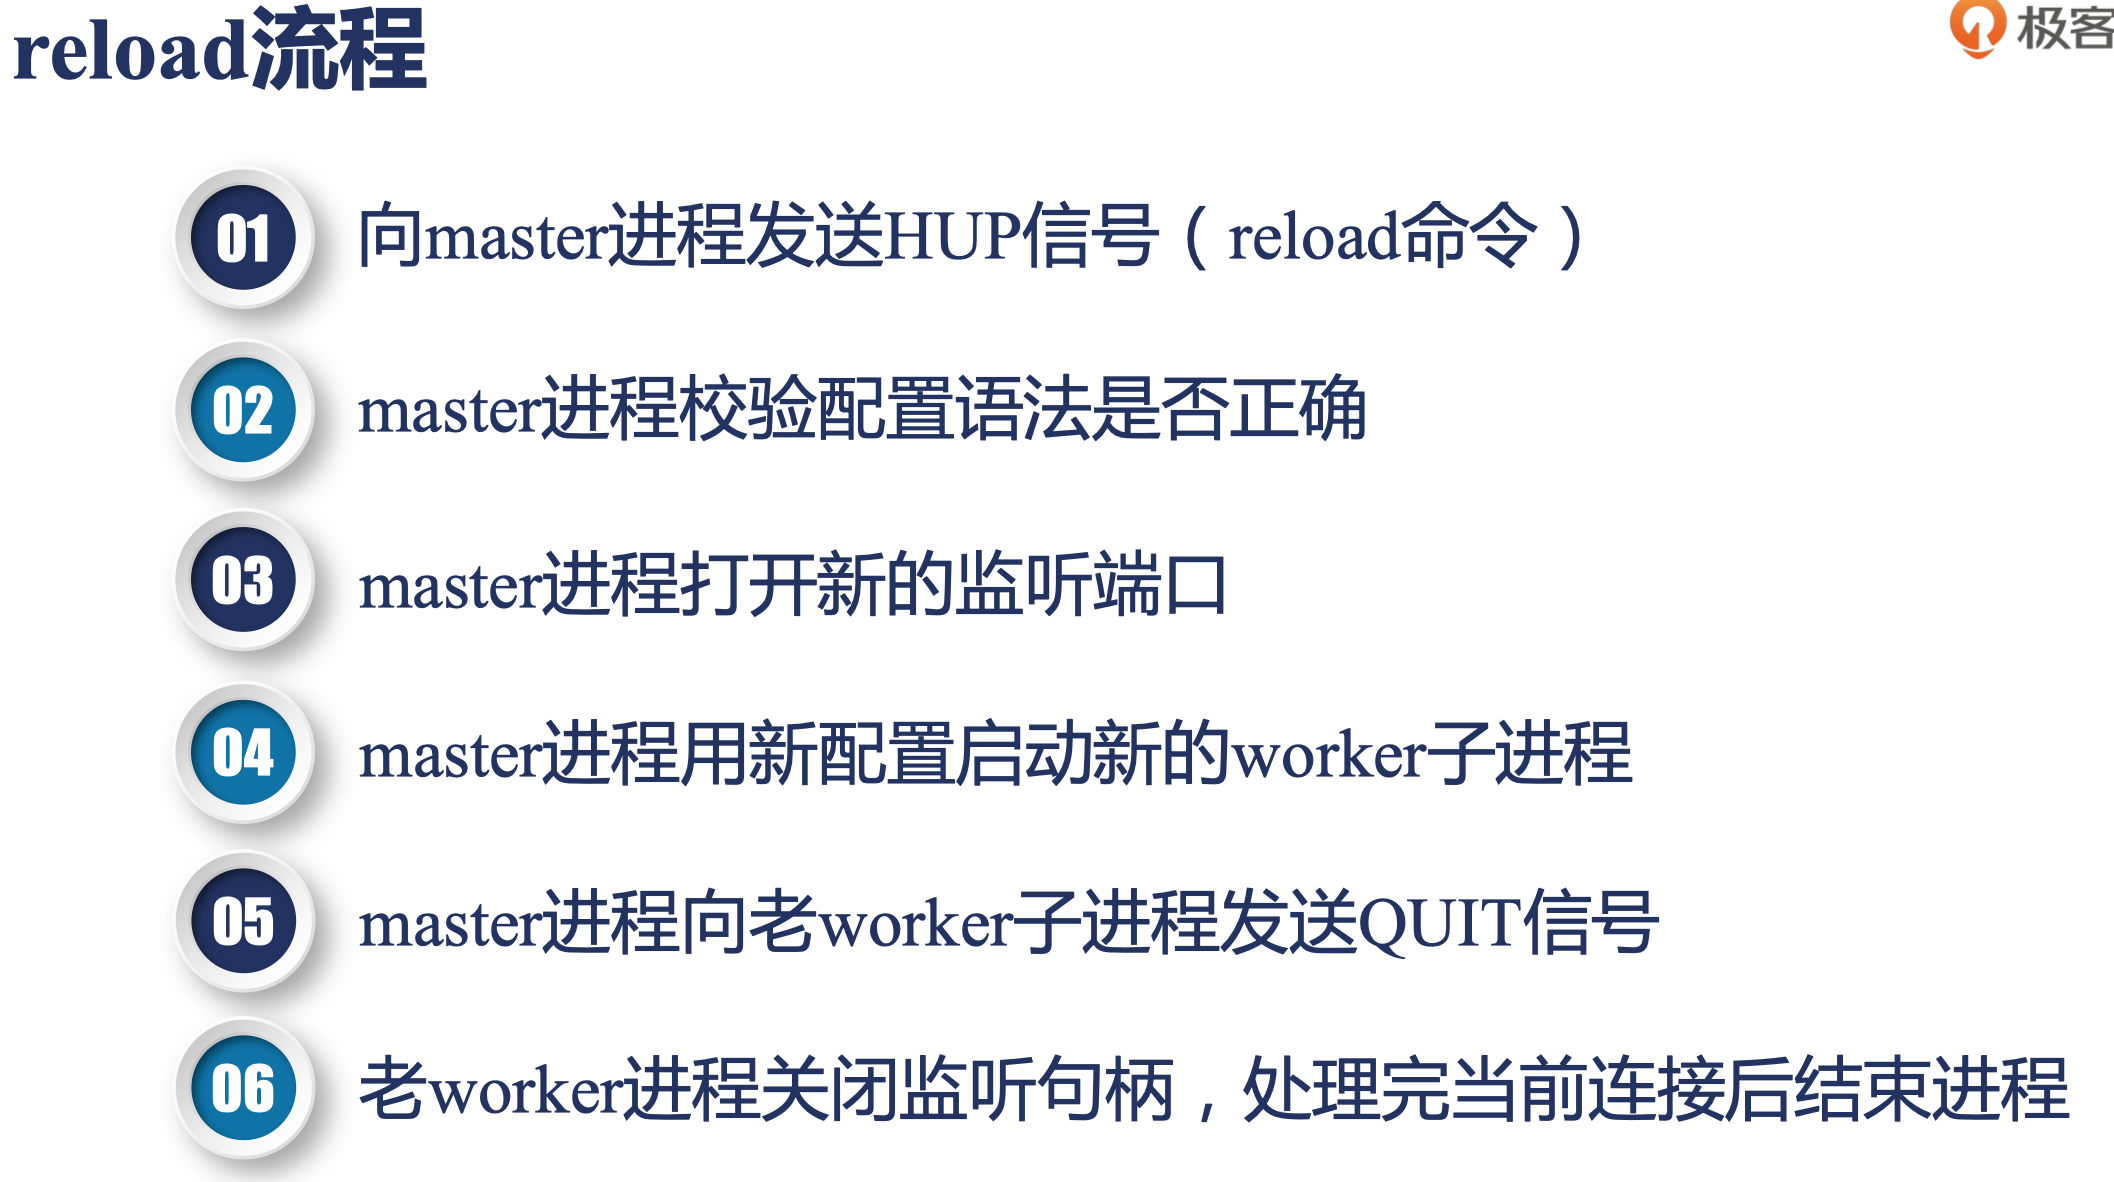 reload流程
极客
01
向master进程发送HUP信号（reload命令）
02
master进程校验配置语法是否正确
03
master进程打开新的监听端口
04
master进程用新配置启动新的worker子进程
05
master进程向老worker子进程发送QUIT信号
06
老worker进程关闭监听句柄，处理完当前连接后结束进程